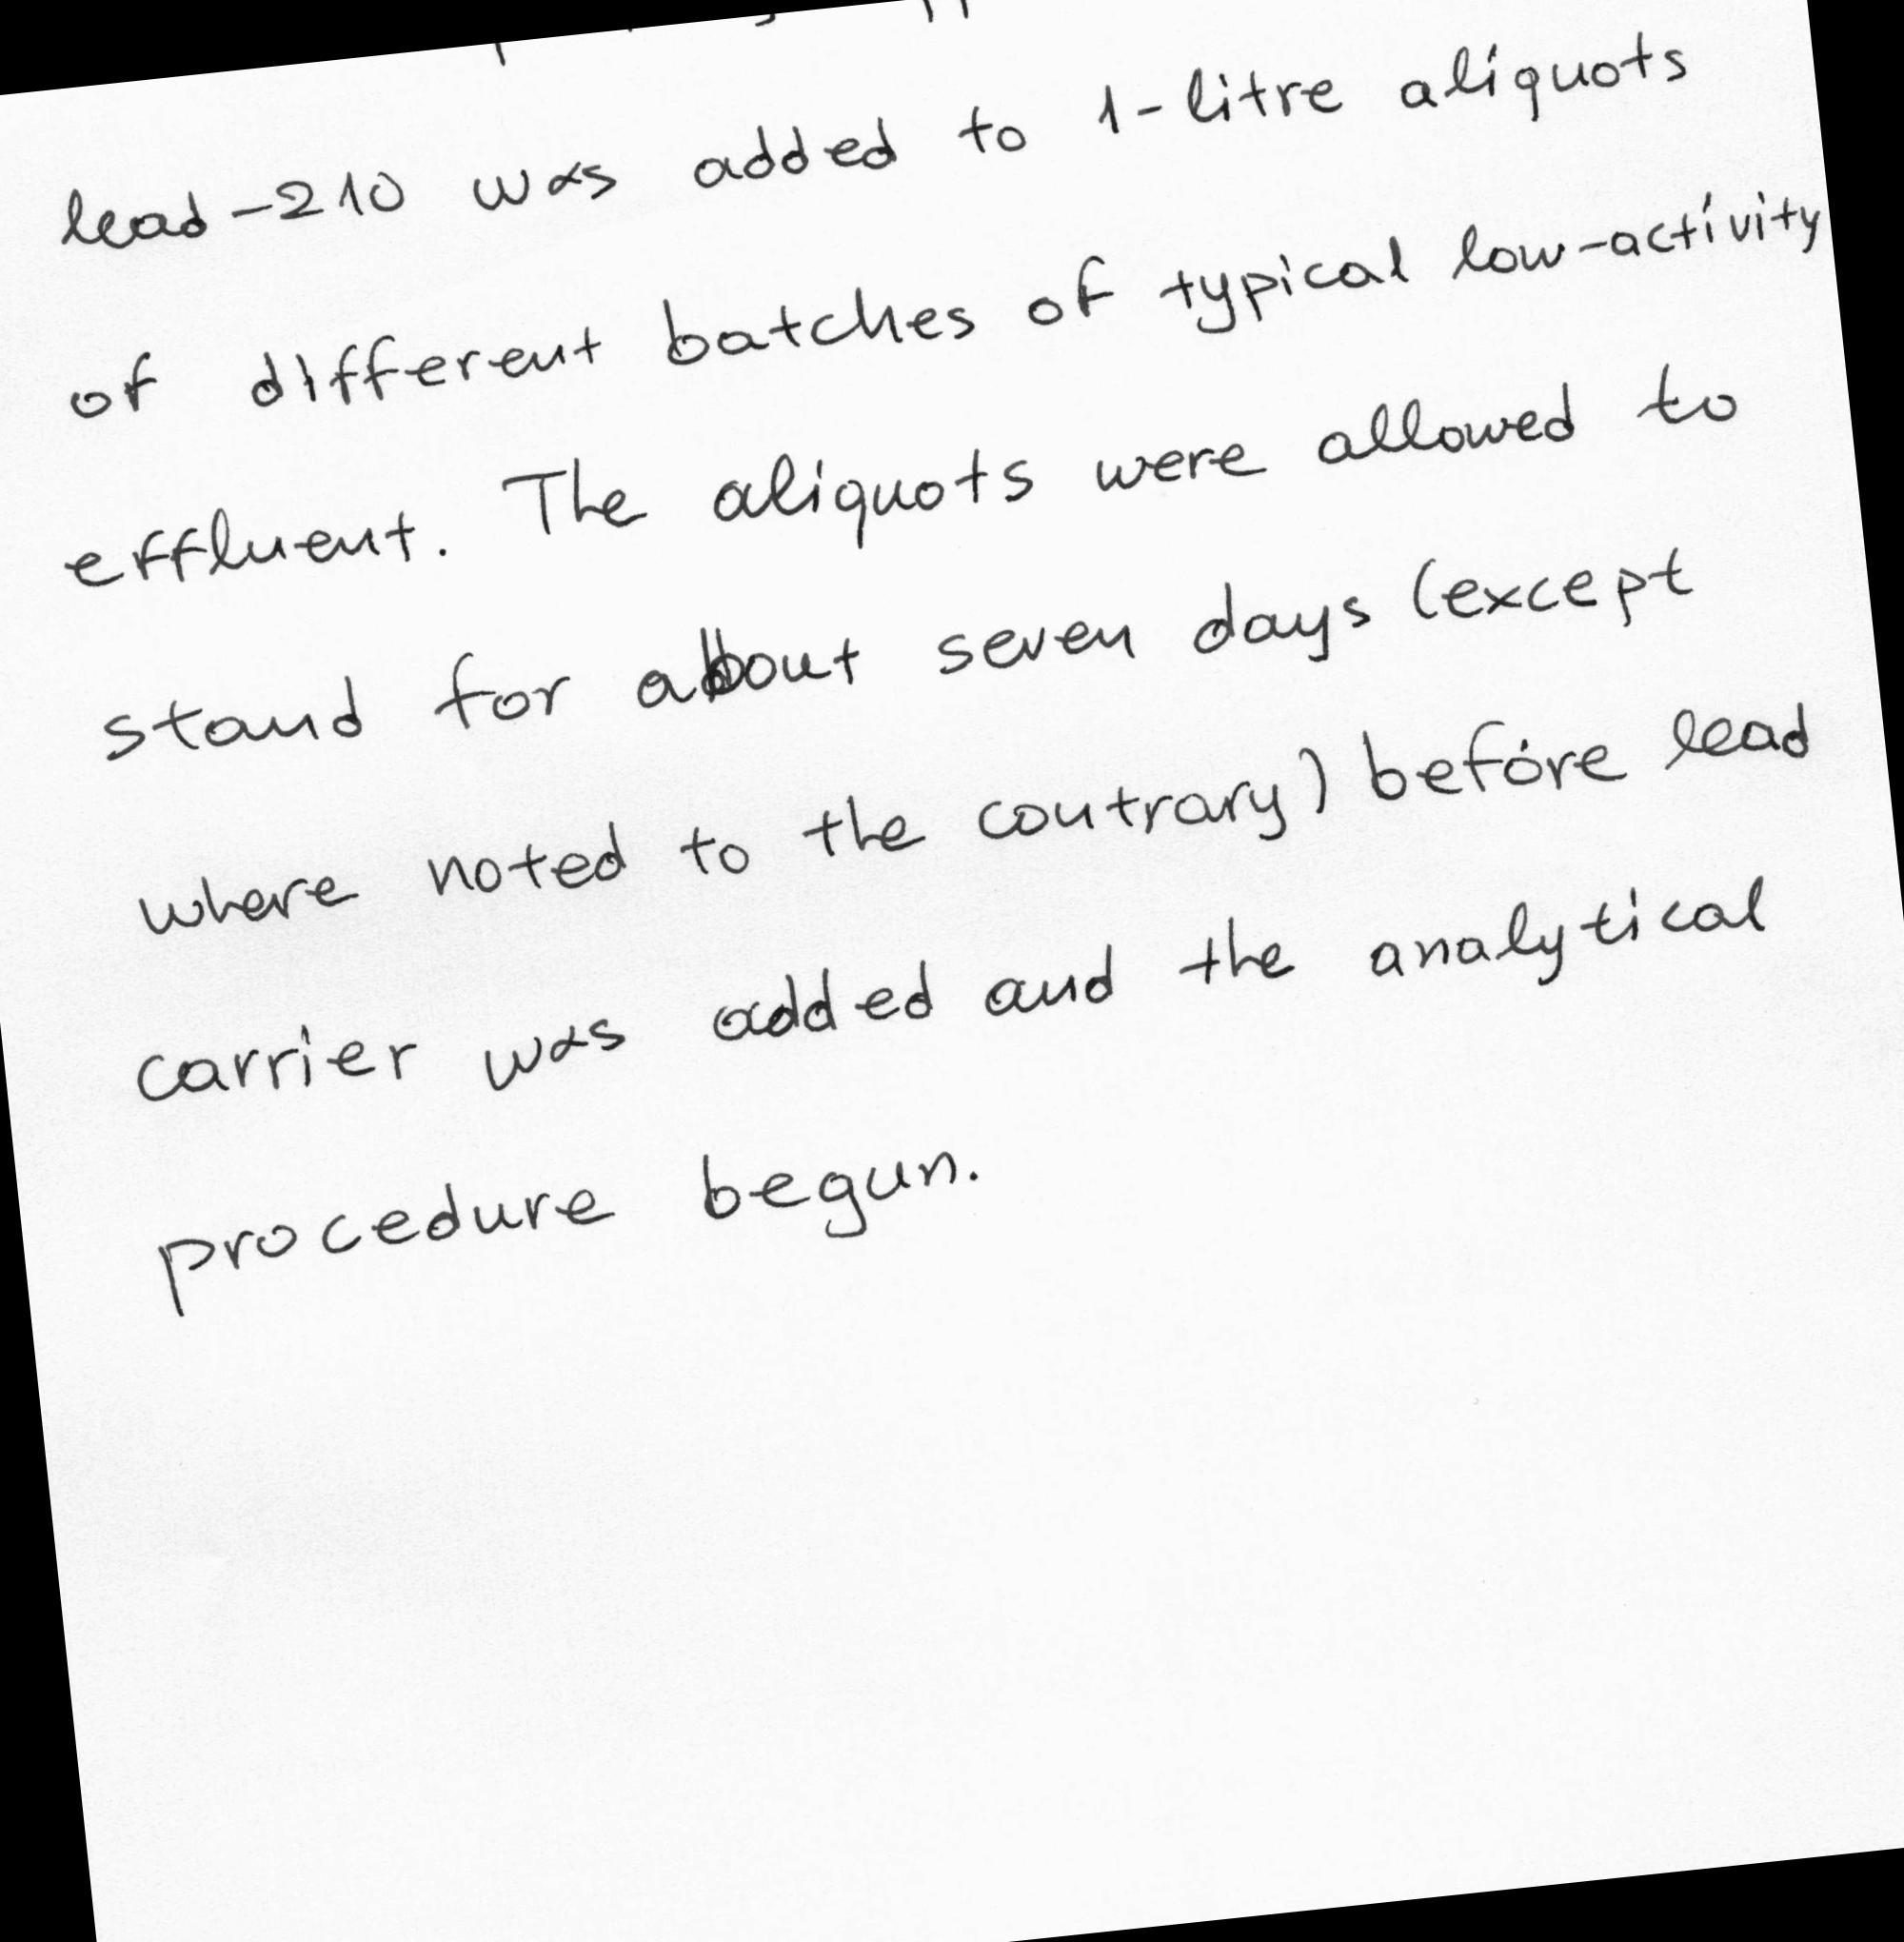 lead-210 was added to 1-litre aliquots
of different batches of typical low-activity
effluent. The aliquots were allowed to
stand for about seven days (except
where noted to the contrary) before lead
carrier was added and the analytical
procedure begun.